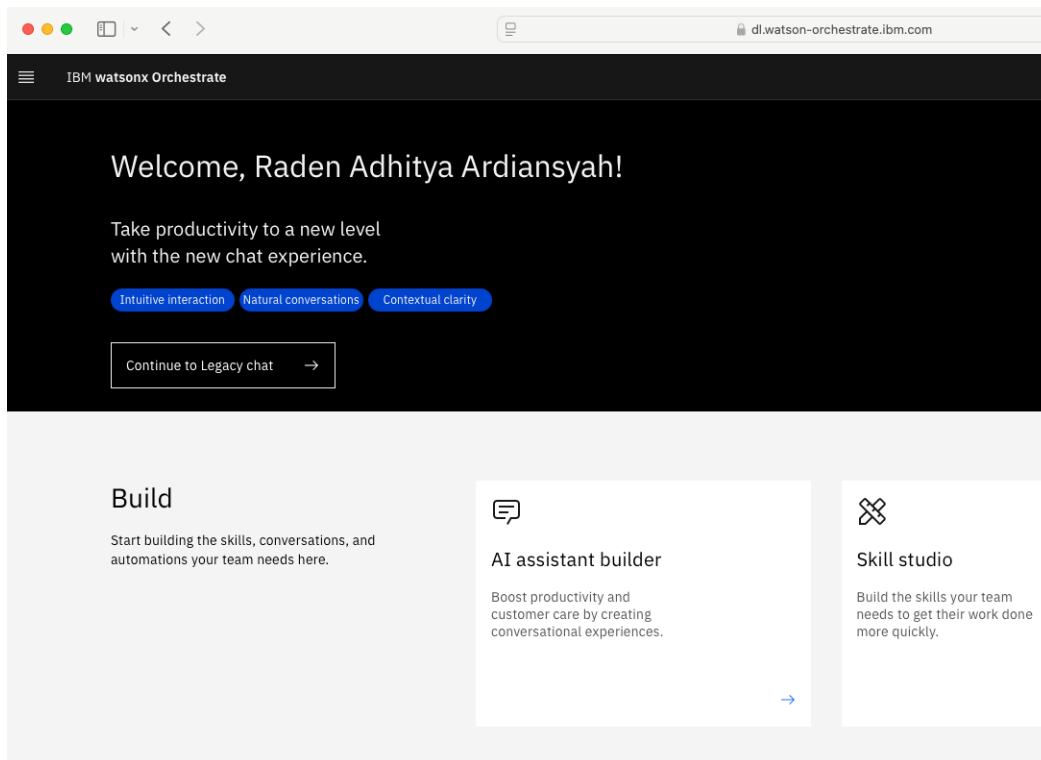 dl.watson-orchestrate.ibm.com
IBM watsonx Orchestrate
Welcome, Raden Adhitya Ardiansyah!
Take productivity to a new level
with the new chat experience.
Intuitive interaction
Natural conversations
Contextual clarity
Continue to Legacy chat
Build
Start building the skills, conversations, and
automations your team needs here.
AI assistant builder
Boost productivity and
customer care by creating
conversational experiences.
Skill studio
Build the skills your team
needs to get their work done
more quickly.